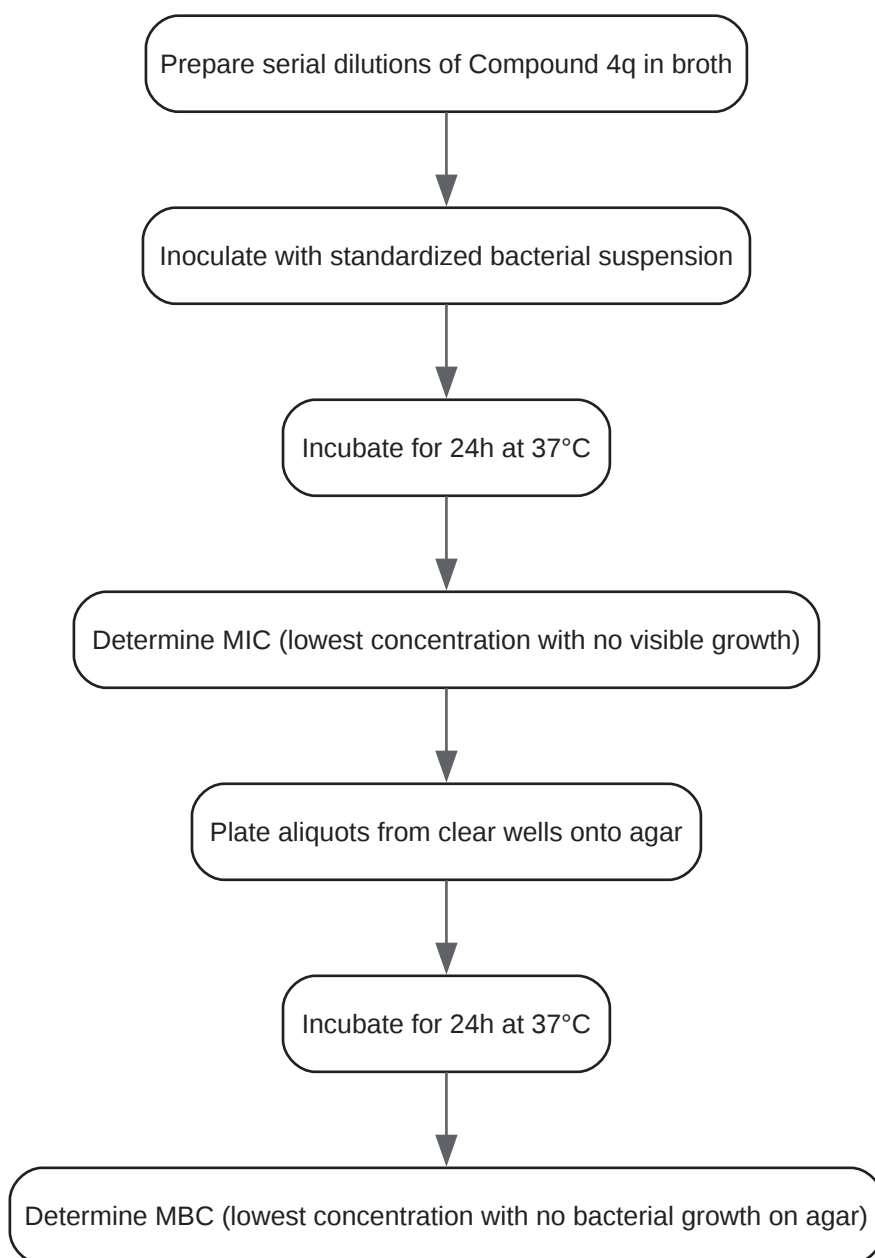 Prepare serial dilutions of Compound 4q in broth
Inoculate with standardized bacterial suspension
Incubate for 24h at 37°C
Determine MIC (lowest concentration with no visible growth)
Plate aliquots from clear wells onto agar
Incubate for 24h at 37°C
Determine MBC (lowest concentration with no bacterial growth on agar)